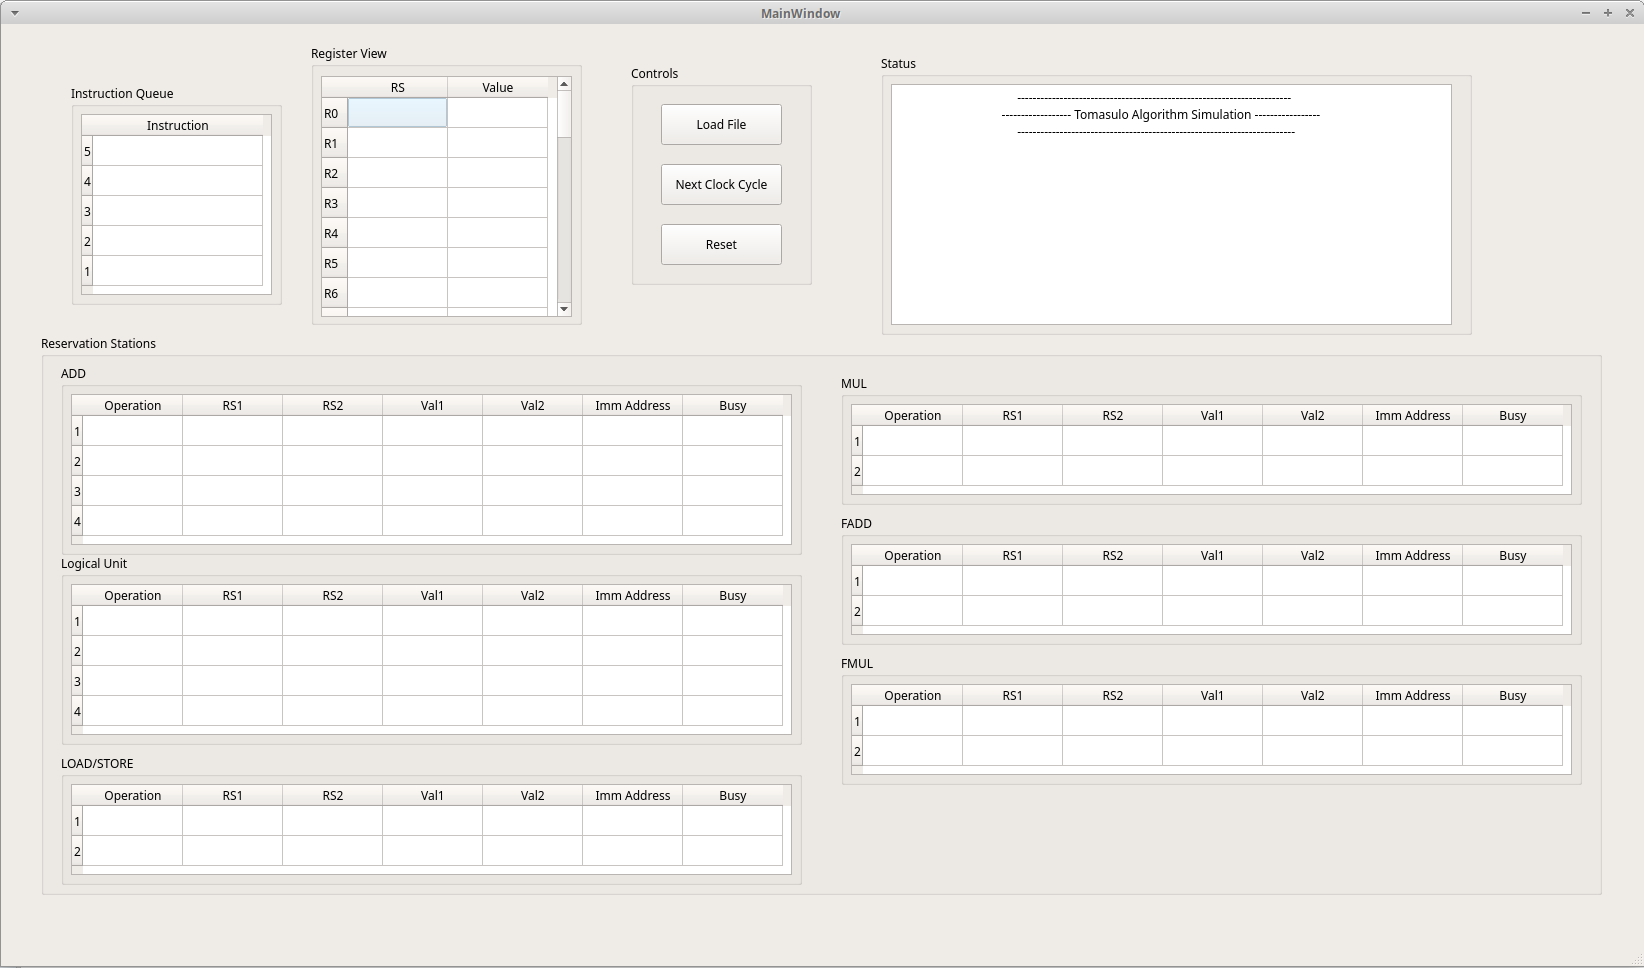 MainWindow
Instruction Queue
Instruction
5
4
3
2
1
Register View
RS Value
R0
R1
R2
R3
R4
R5
R6
Controls
Load File
Next Clock Cycle
Reset
Status
-----------------------------------------------------------------------
------------------ Tomasulo Algorithm Simulation -----------------
------------------------------------------------------------------------
Reservation Stations
ADD
Operation RS1 RS2 Val1 Val2 Imm Address Busy
1
2
3
4
Logical Unit
Operation RS1 RS2 Val1 Val2 Imm Address Busy
1
2
3
4
LOAD/STORE
Operation RS1 RS2 Val1 Val2 Imm Address Busy
1
2
MUL
Operation RS1 RS2 Val1 Val2 Imm Address Busy
1
2
FADD
Operation RS1 RS2 Val1 Val2 Imm Address Busy
1
2
FMUL
Operation RS1 RS2 Val1 Val2 Imm Address Busy
1
2